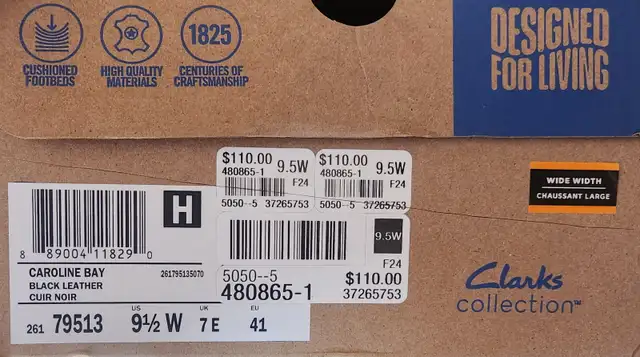 CUSHIONED
FOOTBEDS
HIGH QUALITY
MATERIALS
1825
CENTURIES OF
CRAFTSMANSHIP
DESIGNED
FOR LIVING
$110.00 9.5W
480865-1
F24
5050--5 37265753
$110.00 9.5W
480865-1
F24
5050--5 37265753
WIDE WIDTH
CHAUSSANT LARGE
H
8 89004 11829 0
9.5W
F24
5050--5 $110.00
480865-1 37265753
CAROLINE BAY 261795135070
BLACK LEATHER
CUIR NOIR
US UK EU
261 79513 9½ W 7 E 41
Clarks
collection™